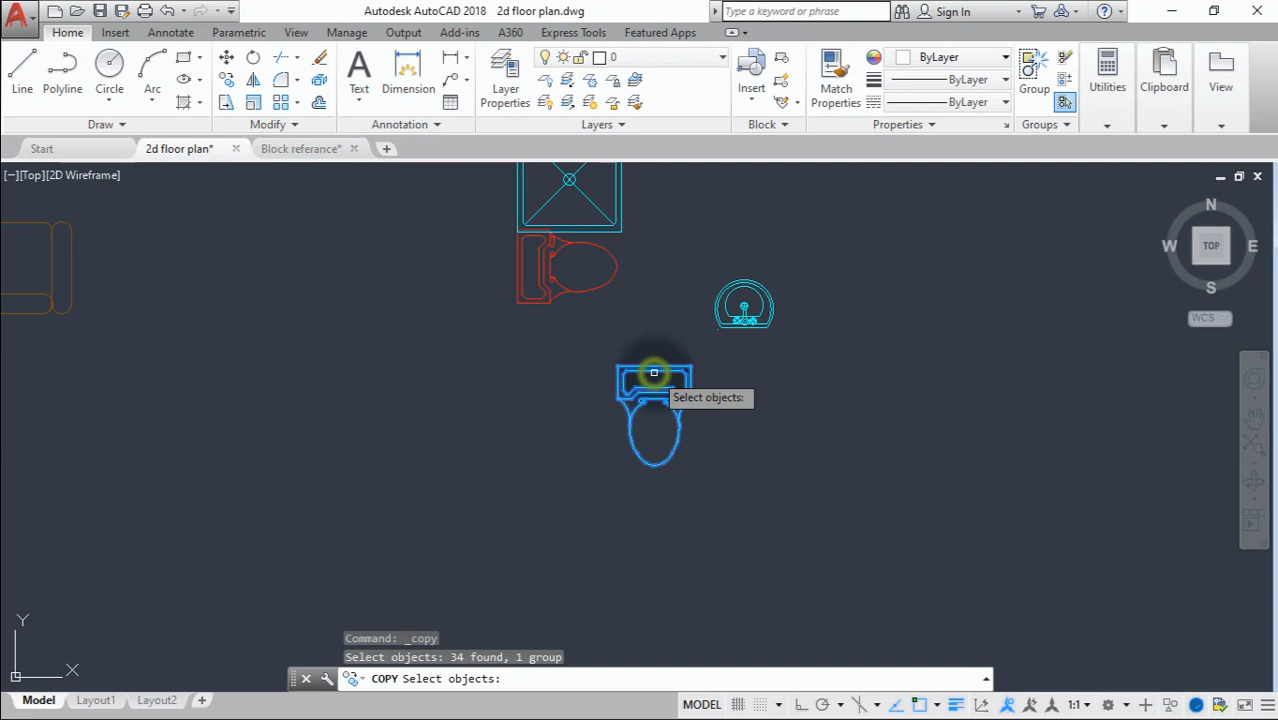 Autodesk AutoCAD 2018   2d floor plan.dwg
Type a keyword or phrase
Sign In
Home Insert Annotate Parametric View Manage Output Add-ins A360 Express Tools Featured Apps
Line Polyline Circle Arc
Text Dimension
Layer Properties
0
Insert
Match Properties
ByLayer
ByLayer
ByLayer
Group
Utilities
Clipboard
View
Draw Modify Annotation Layers Block Properties Groups
Start 2d floor plan* Block referance*
[−][Top][2D Wireframe]
N
W TOP E
S
WCS
Select objects:
Y
X
Command: _copy
Select objects: 34 found, 1 group
COPY Select objects:
Model Layout1 Layout2
MODEL
1:1